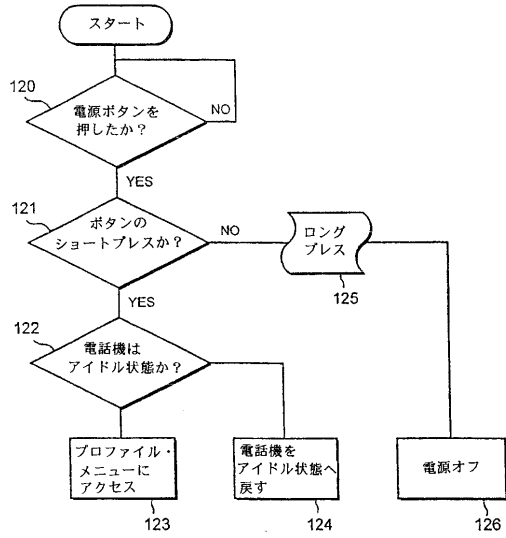 スタート
120
電源ボタンを
押したか？
NO
YES
121
ボタンの
ショートプレスか？
NO
ロング
プレス
125
YES
122
電話機は
アイドル状態か？
プロファイル・
メニューに
アクセス
123
電話機を
アイドル状態へ
戻す
124
電源オフ
126